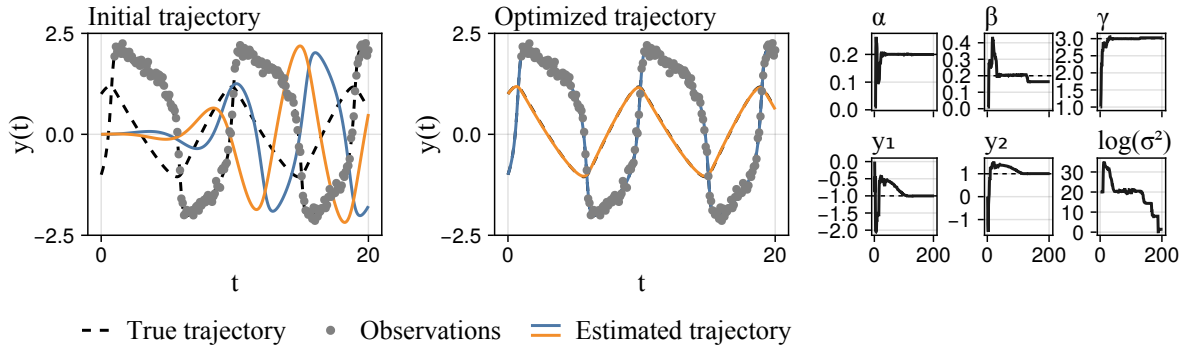 Initial trajectory
2.5
0.0
−2.5
y(t)
0
20
t
Optimized trajectory
2.5
0.0
−2.5
y(t)
0
20
t
α
0.2
0.1
0.0
β
0.4
0.3
0.2
0.1
0.0
γ
3.0
2.5
2.0
1.5
1.0
y₁
0.0
−0.5
−1.0
−1.5
−2.0
0
200
y₂
1
0
−1
0
200
log(σ²)
30
20
10
0
0
200
True trajectory
Observations
Estimated trajectory